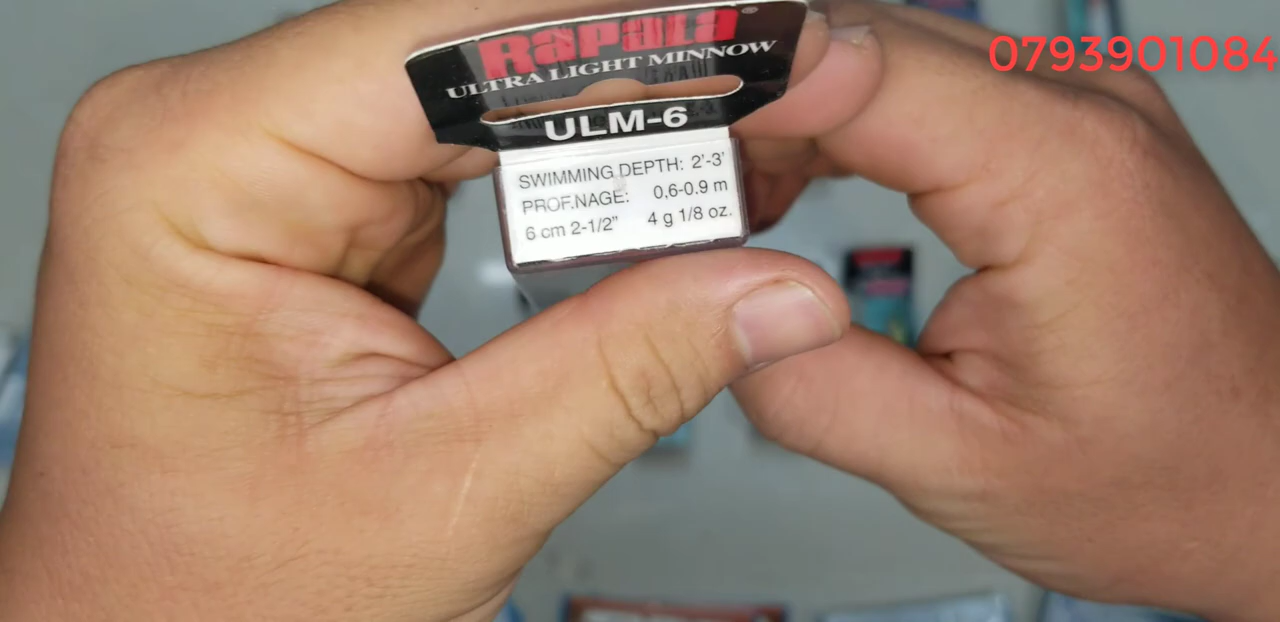 0793901084
Rapala®
ULTRA LIGHT MINNOW
ULM-6
SWIMMING DEPTH: 2'-3'
PROF.NAGE: 0.6-0.9 m
6 cm 2-1/2" 4 g 1/8 oz.